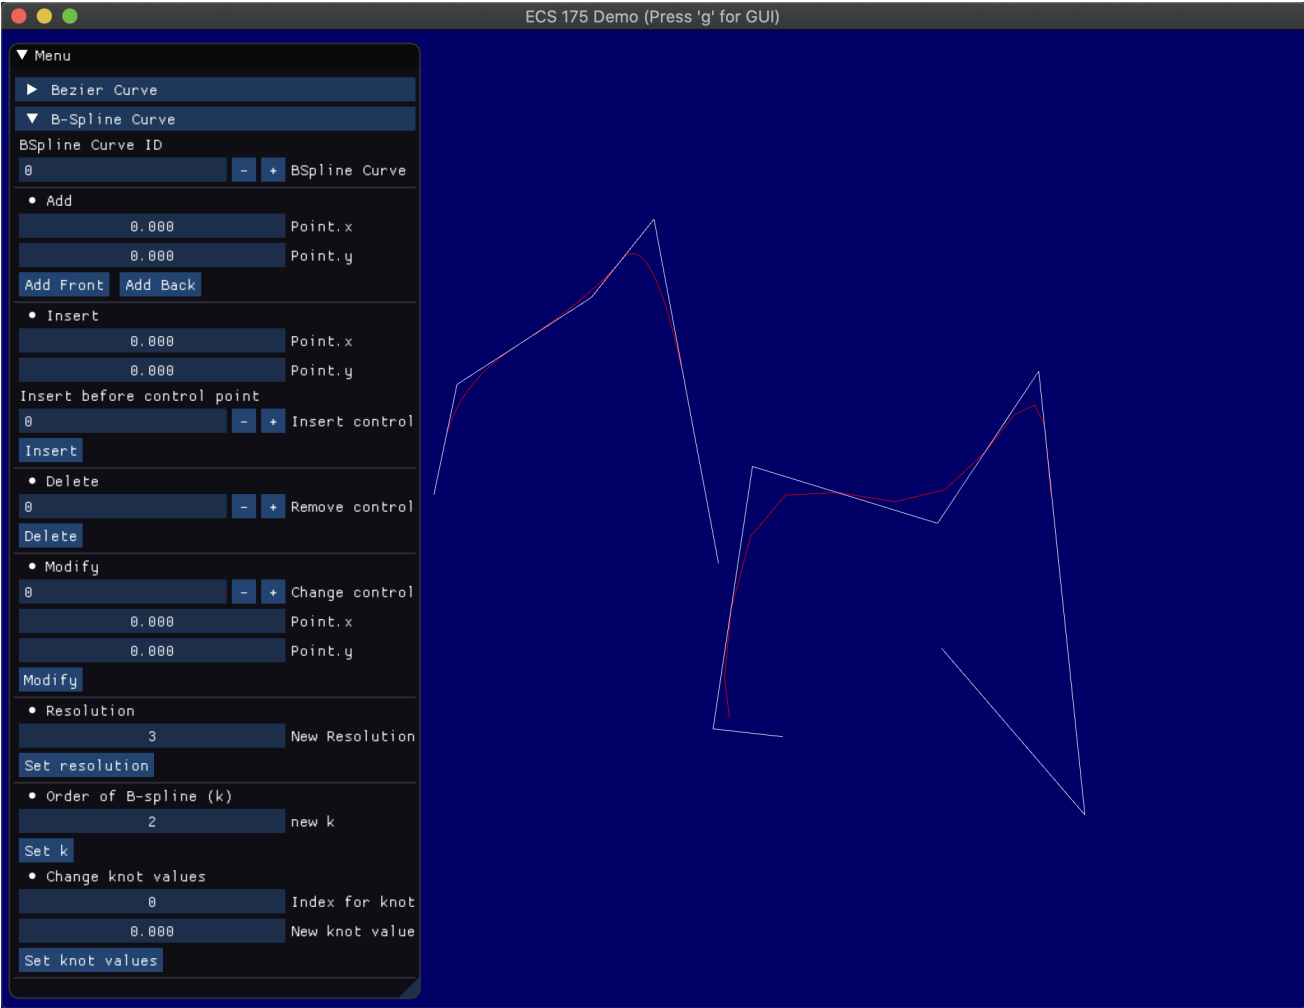 ECS 175 Demo (Press 'g' for GUI)
Menu
Bezier Curve
B-Spline Curve
BSpline Curve ID
0 - + BSpline Curve
Add
0.000 Point.x
0.000 Point.y
Add Front Add Back
Insert
0.000 Point.x
0.000 Point.y
Insert before control point
0 - + Insert control
Insert
Delete
0 - + Remove control
Delete
Modify
0 - + Change control
0.000 Point.x
0.000 Point.y
Modify
Resolution
3 New Resolution
Set resolution
Order of B-spline (k)
2 new k
Set k
Change knot values
0 Index for knot
0.000 New knot value
Set knot values